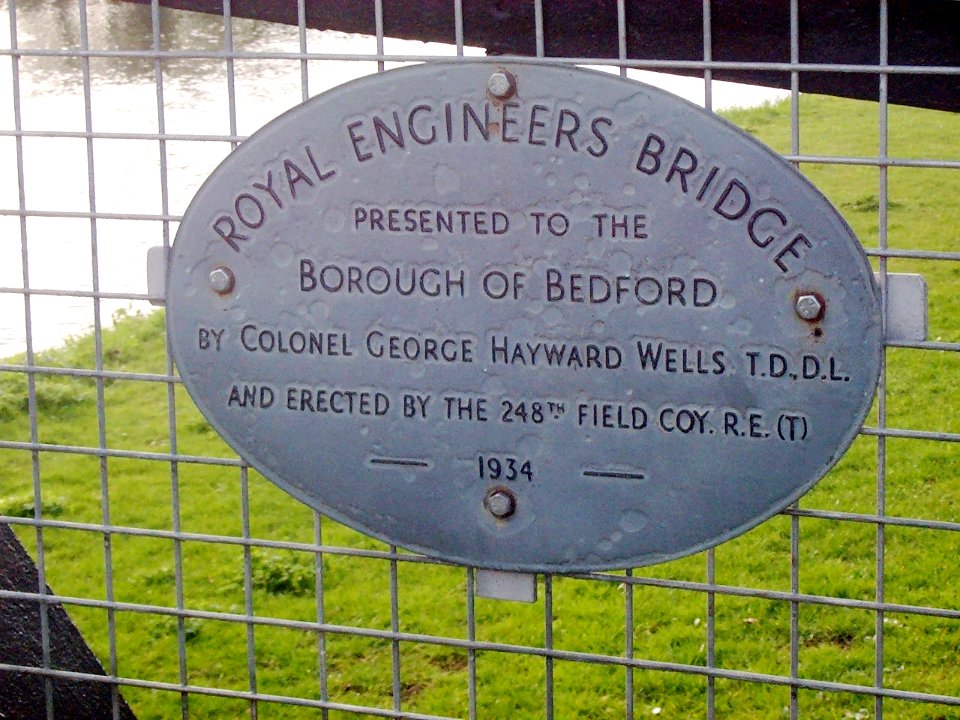 ROYAL ENGINEERS BRIDGE
PRESENTED TO THE
BOROUGH OF BEDFORD
BY COLONEL GEORGE HAYWARD WELLS. T.D., D.L.
AND ERECTED BY THE 248TH FIELD COY. R.E. (T)
— 1934 —